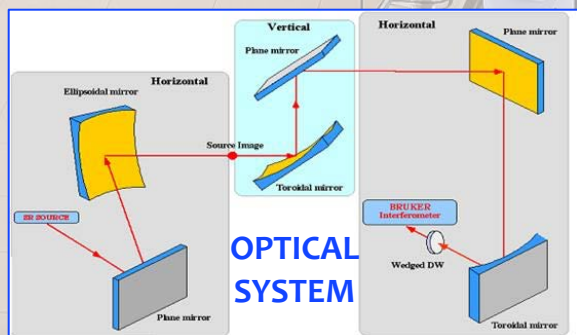 Horizontal
Ellipsoidal mirror
SR SOURCE
Plane mirror
Source Image
Vertical
Plane mirror
Toroidal mirror
Horizontal
Plane mirror
BRUKER
Interferometer
Wedged DW
Toroidal mirror
OPTICAL
SYSTEM